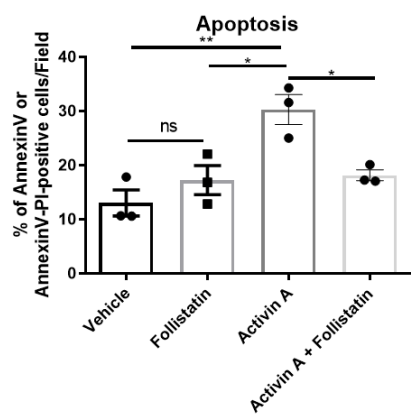 Apoptosis
% of AnnexinV or
AnnexinV-PI-positive cells/Field
40
30
20
10
0
**
*
*
ns
Vehicle
Follistatin
Activin A
Activin A + Follistatin